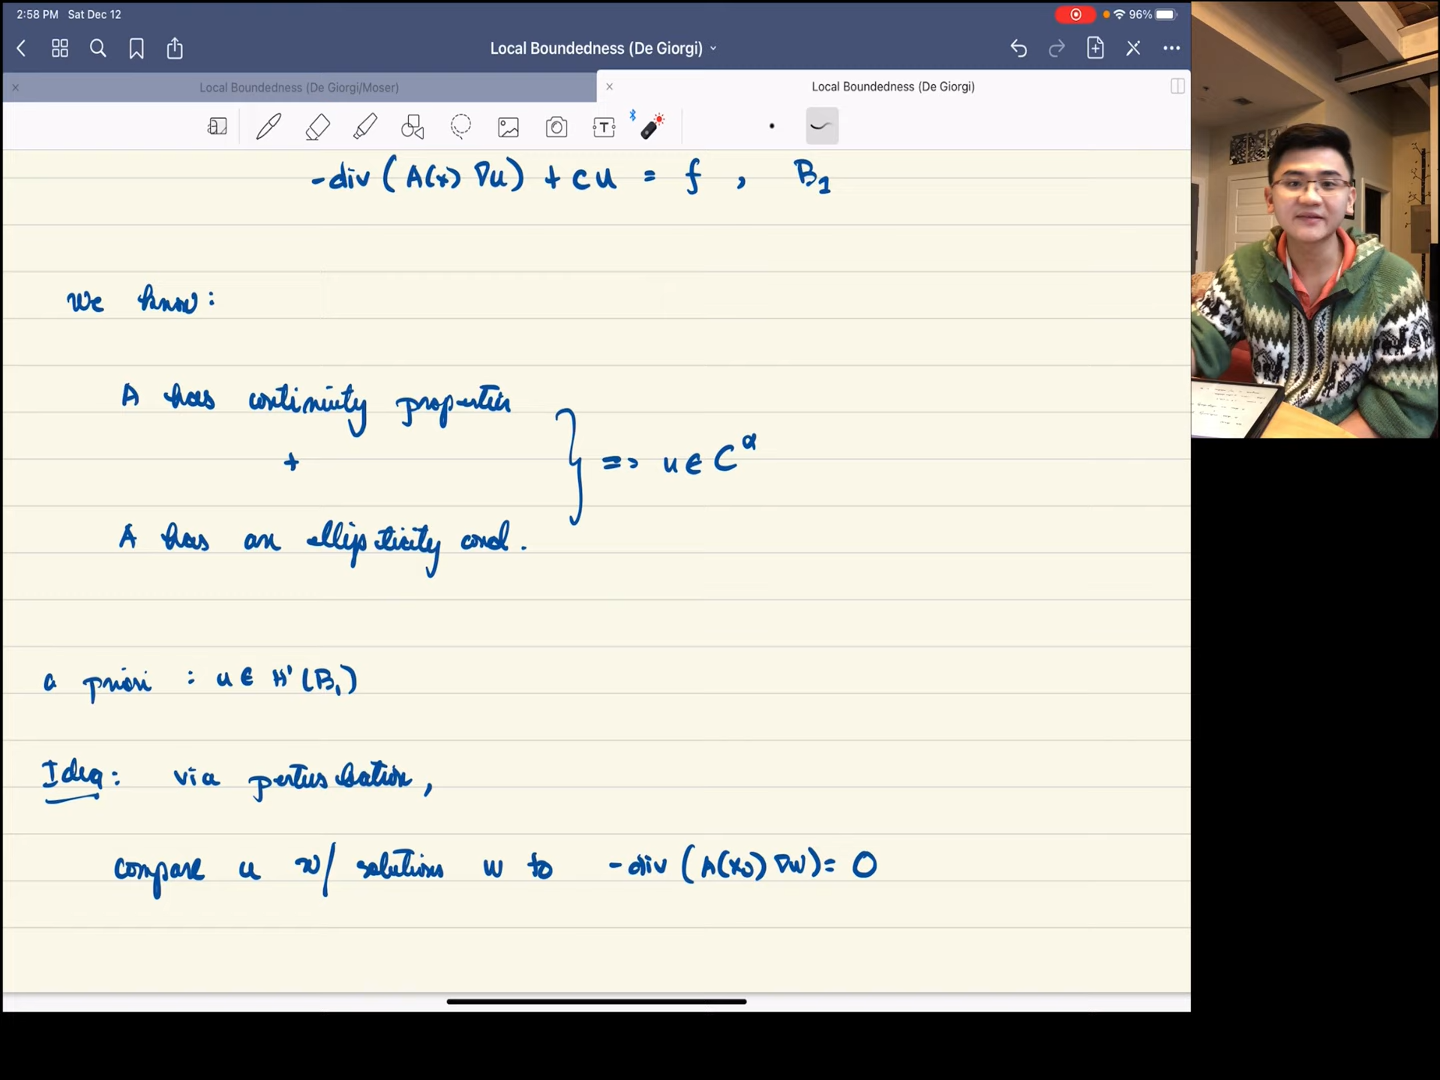 2:58 PM Sat Dec 12
96%
Local Boundedness (De Giorgi)
Local Boundedness (De Giorgi/Moser)
Local Boundedness (De Giorgi)
-div (A(x) ∇u) + cu = f , B₁
We know:
A has continuity properties
+
} => u ∈ C^α
A has an ellipticity cond.
a priori : u ∈ H¹(B₁)
Idea: via perturbation,
compare u w/ solutions w to -div (A(x₀) ∇w) = 0